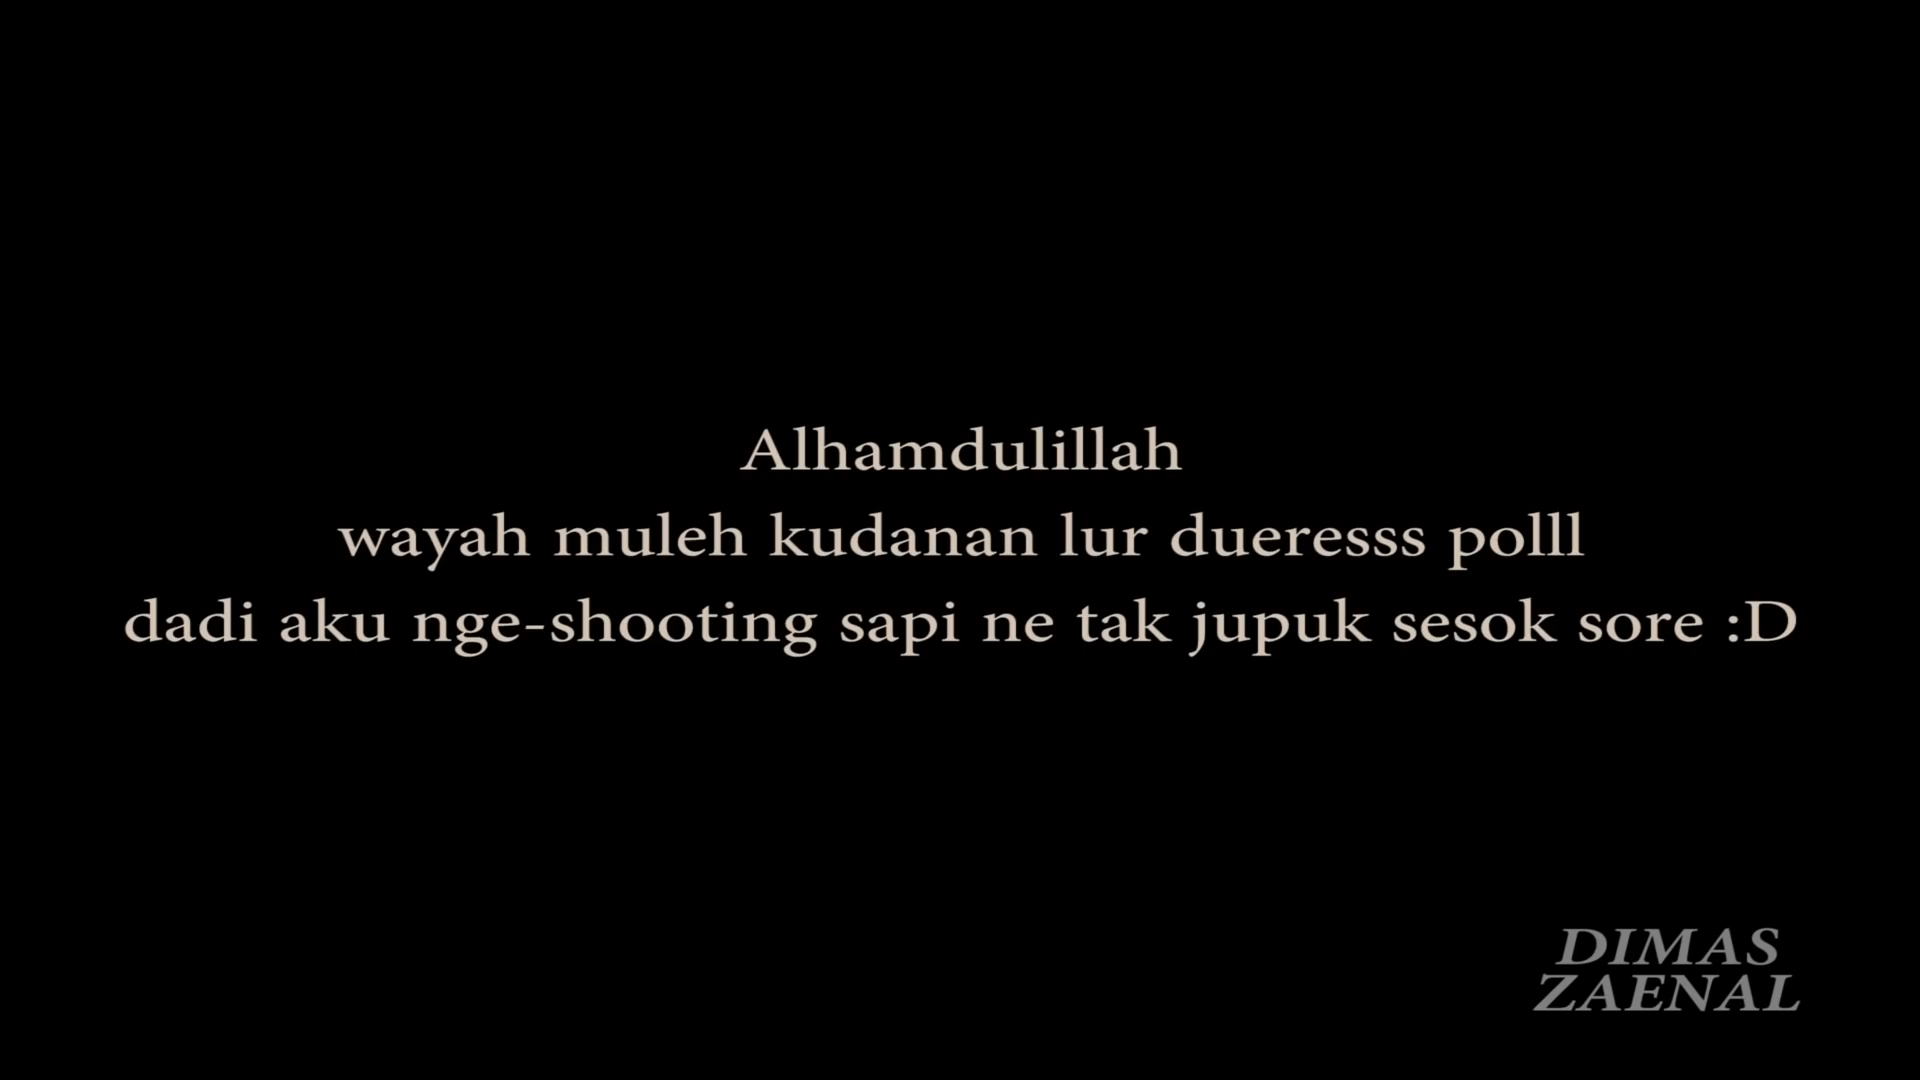 Alhamdulillah
wayah muleh kudanan lur dueresss polll
dadi aku nge-shooting sapi ne tak jupuk sesok sore :D
DIMAS
ZAENAL